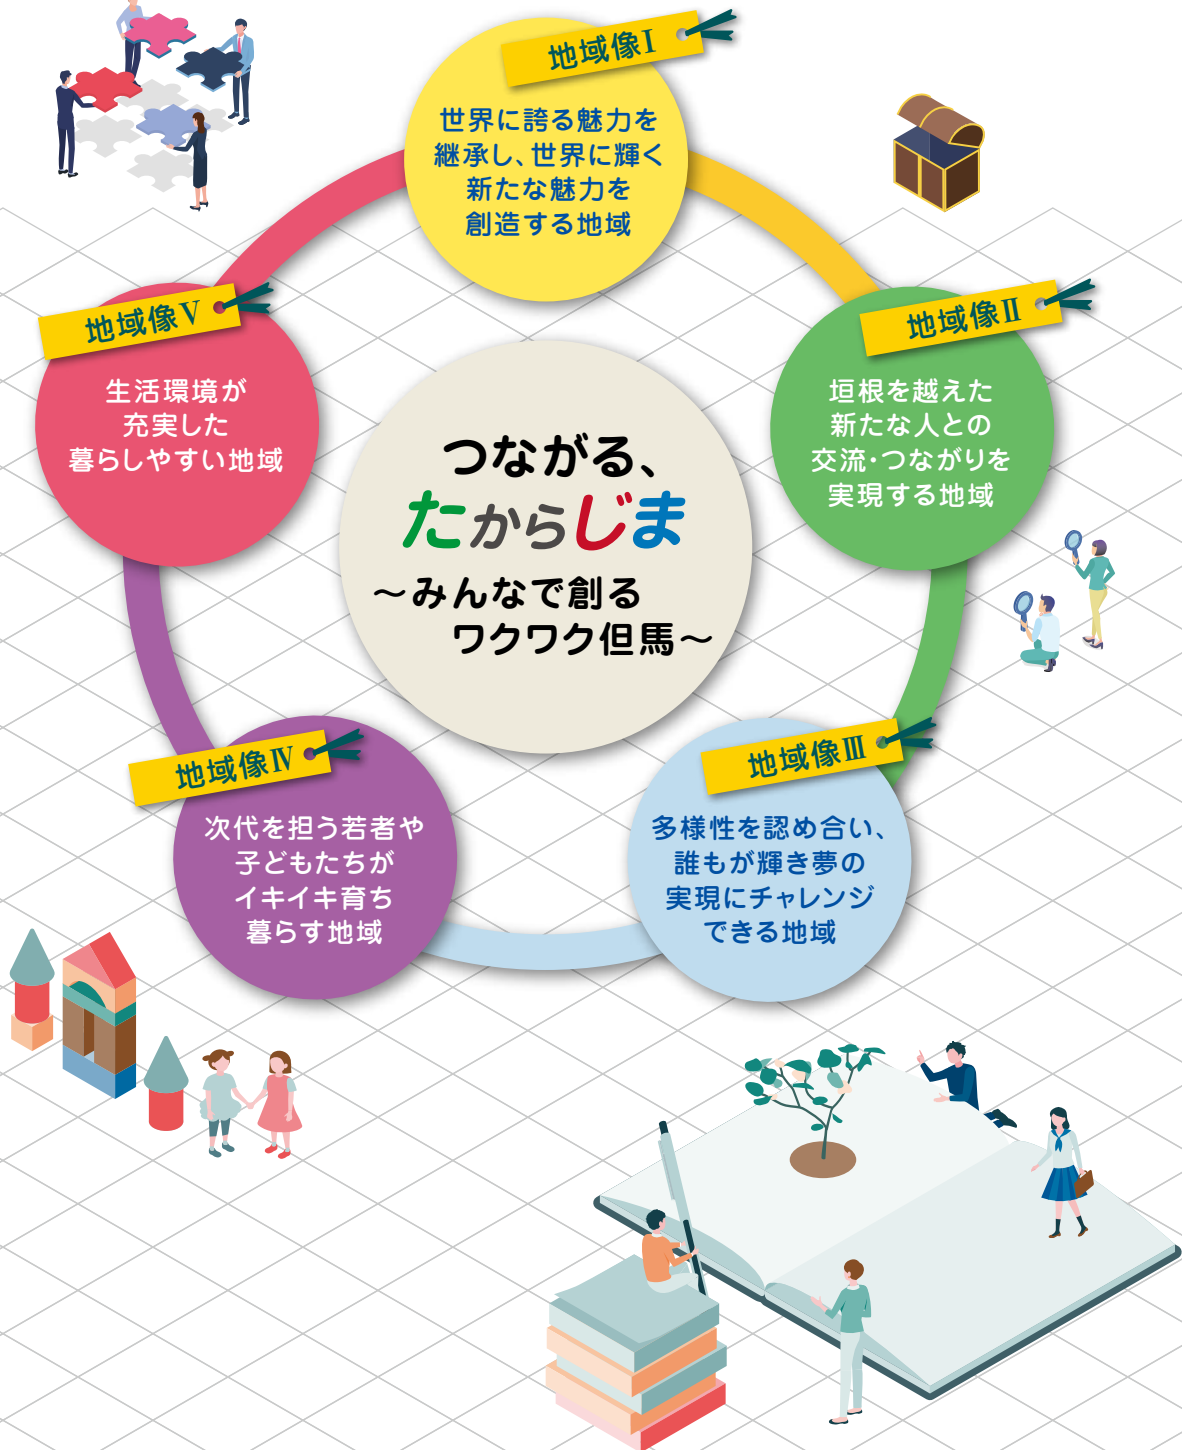 地域像Ⅰ
世界に誇る魅力を
継承し、世界に輝く
新たな魅力を
創造する地域
地域像Ⅱ
垣根を越えた
新たな人との
交流・つながりを
実現する地域
地域像Ⅲ
多様性を認め合い、
誰もが輝き夢の
実現にチャレンジ
できる地域
地域像Ⅳ
次代を担う若者や
子どもたちが
イキイキ育ち
暮らす地域
地域像Ⅴ
生活環境が
充実した
暮らしやすい地域
つながる、
たからじま
～みんなで創る
ワクワク但馬～